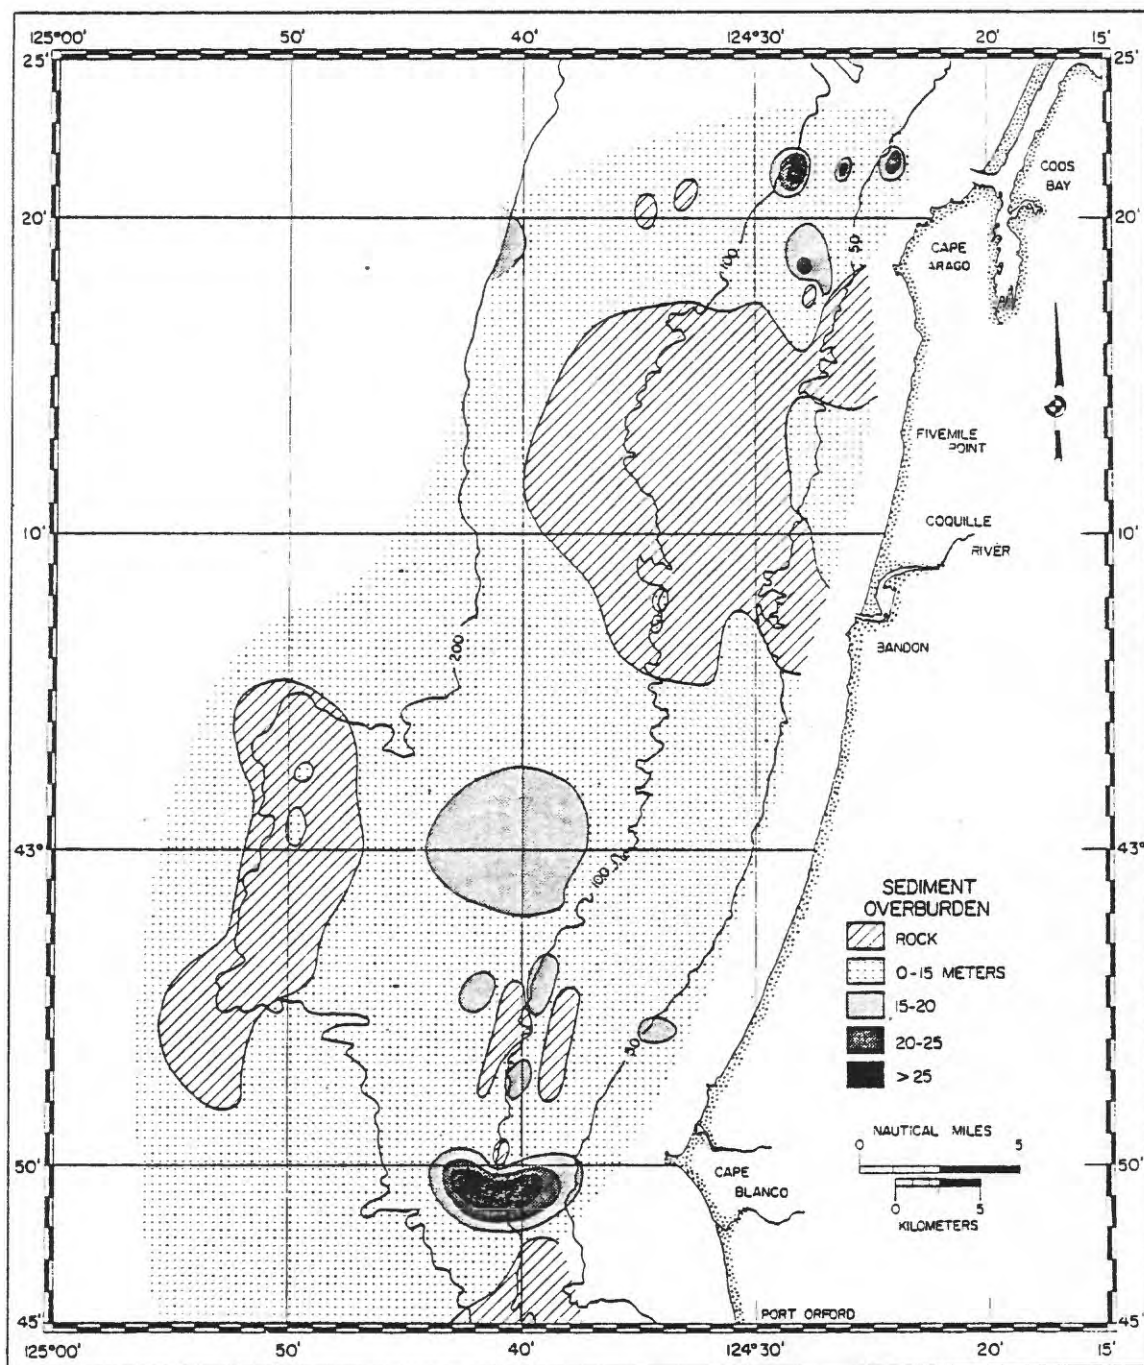 125°00'
50'
40'
124°30'
20'
15'
25'
25'
COOS
BAY
20'
20'
CAPE
ARAGO
50
100
FIVEMILE
POINT
COQUILLE
RIVER
10'
10'
BANDON
200
43°
43°
100
SEDIMENT
OVERBURDEN
ROCK
0-15 METERS
15-20
20-25
>25
50
NAUTICAL MILES
0 5
50'
50'
CAPE
BLANCO
0 5
KILOMETERS
45'
45'
PORT ORFORD
125°00'
50'
40'
124°30'
20'
15'